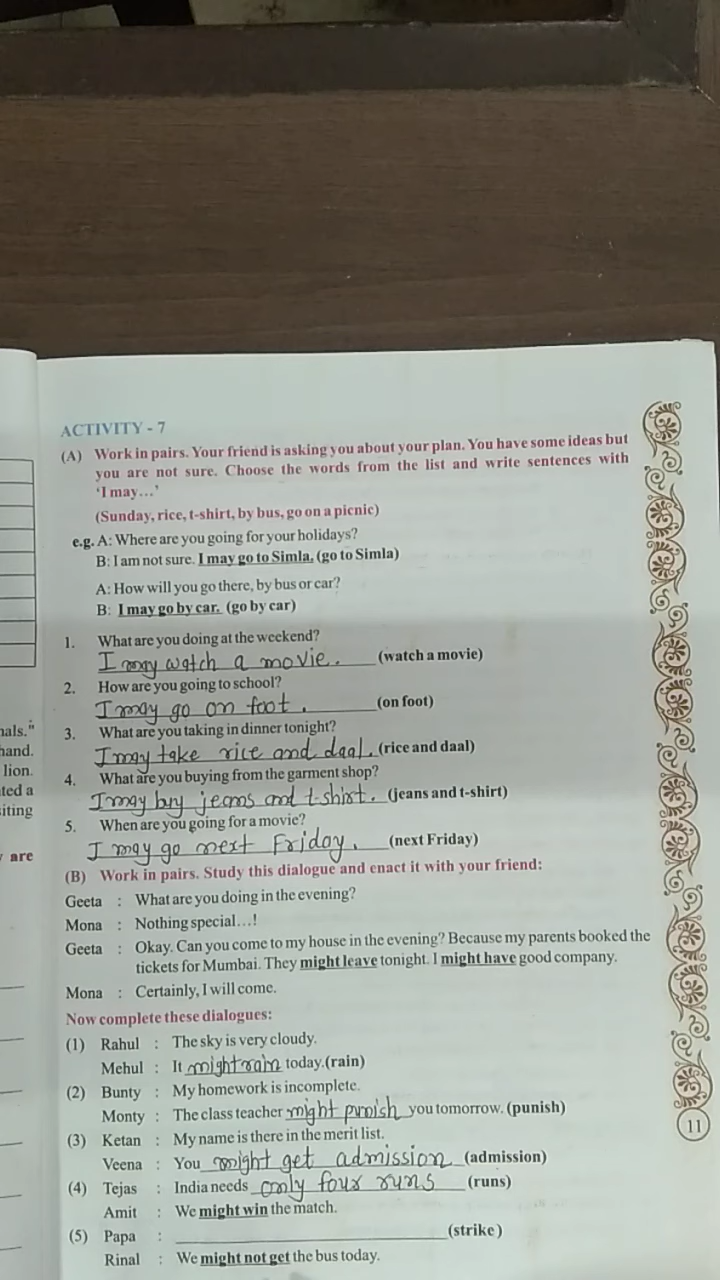 ACTIVITY - 7
(A) Work in pairs. Your friend is asking you about your plan. You have some ideas but
you are not sure. Choose the words from the list and write sentences with
‘I may…’
(Sunday, rice, t-shirt, by bus, go on a picnic)
e.g. A: Where are you going for your holidays?
B: I am not sure. I may go to Simla. (go to Simla)
A: How will you go there, by bus or car?
B: I may go by car. (go by car)
1. What are you doing at the weekend?
I may watch a movie. (watch a movie)
2. How are you going to school?
I may go on foot. (on foot)
3. What are you taking in dinner tonight?
I may take rice and daal. (rice and daal)
4. What are you buying from the garment shop?
I may buy jeans and t-shirt. (jeans and t-shirt)
5. When are you going for a movie?
I may go next Friday. (next Friday)
(B) Work in pairs. Study this dialogue and enact it with your friend:
Geeta : What are you doing in the evening?
Mona : Nothing special…!
Geeta : Okay. Can you come to my house in the evening? Because my parents booked the
tickets for Mumbai. They might leave tonight. I might have good company.
Mona : Certainly, I will come.
Now complete these dialogues:
(1) Rahul : The sky is very cloudy.
Mehul : It might rain today.(rain)
(2) Bunty : My homework is incomplete.
Monty : The class teacher might punish you tomorrow. (punish)
(3) Ketan : My name is there in the merit list.
Veena : You might get admission (admission)
(4) Tejas : India needs only four runs (runs)
Amit : We might win the match.
(5) Papa : (strike)
Rinal : We might not get the bus today.
11
hand.
lion.
ted a
iting
are